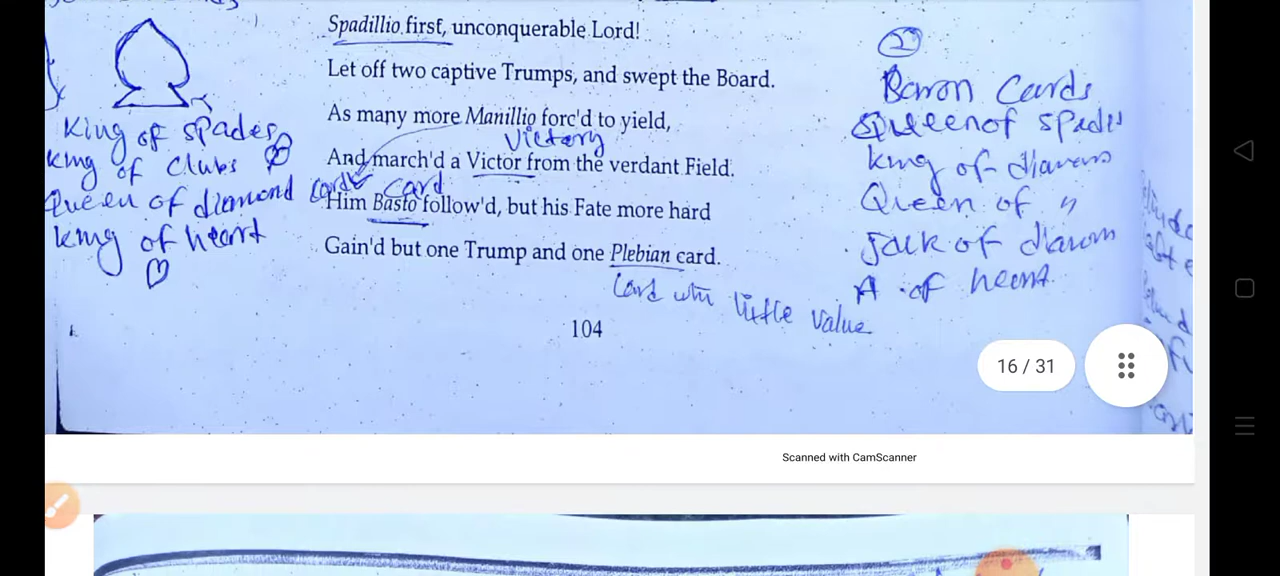 Spadillio first, unconquerable Lord!
Let off two captive Trumps, and swept the Board.
As many more Manillio forc'd to yield,
Victory
And march'd a Victor from the verdant Field.
card
Him Basto follow'd, but his Fate more hard
Gain'd but one Trump and one Plebian card.
little value
104
King of spades
King of clubs
Queen of diamond
King of heart
2
Baron Cards
Queen of spades
King of
Queen of "
Jack of
A of heart
16 / 31
Scanned with CamScanner